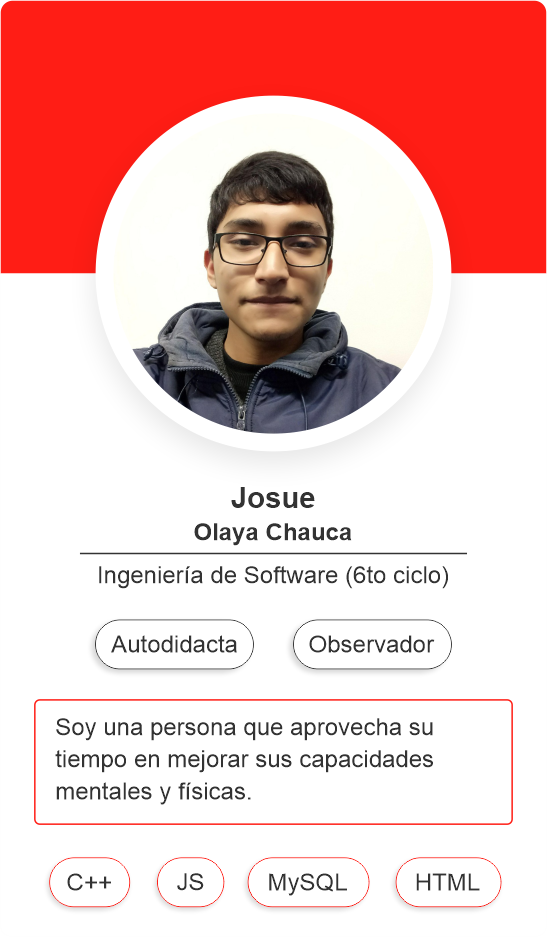 Josue
Olaya Chauca
Ingeniería de Software (6to ciclo)
Autodidacta Observador
Soy una persona que aprovecha su
tiempo en mejorar sus capacidades
mentales y físicas.
C++ JS MySQL HTML